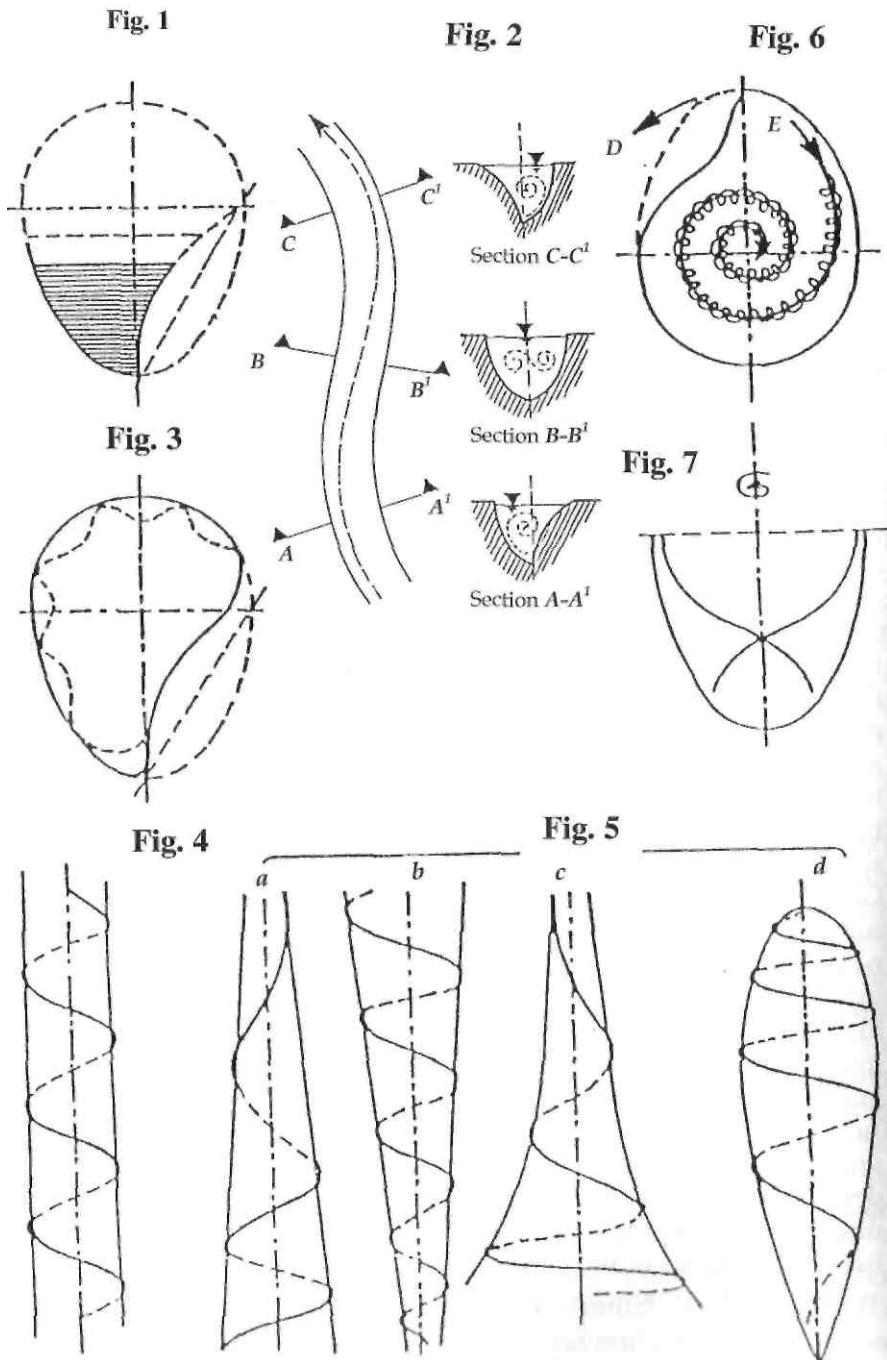 Fig. 1
Fig. 2
Fig. 6
C
C¹
Section C-C¹
D
E
B
B¹
Section B-B¹
Fig. 3
Fig. 7
A
A¹
Section A-A¹
Fig. 4
Fig. 5
a
b
c
d